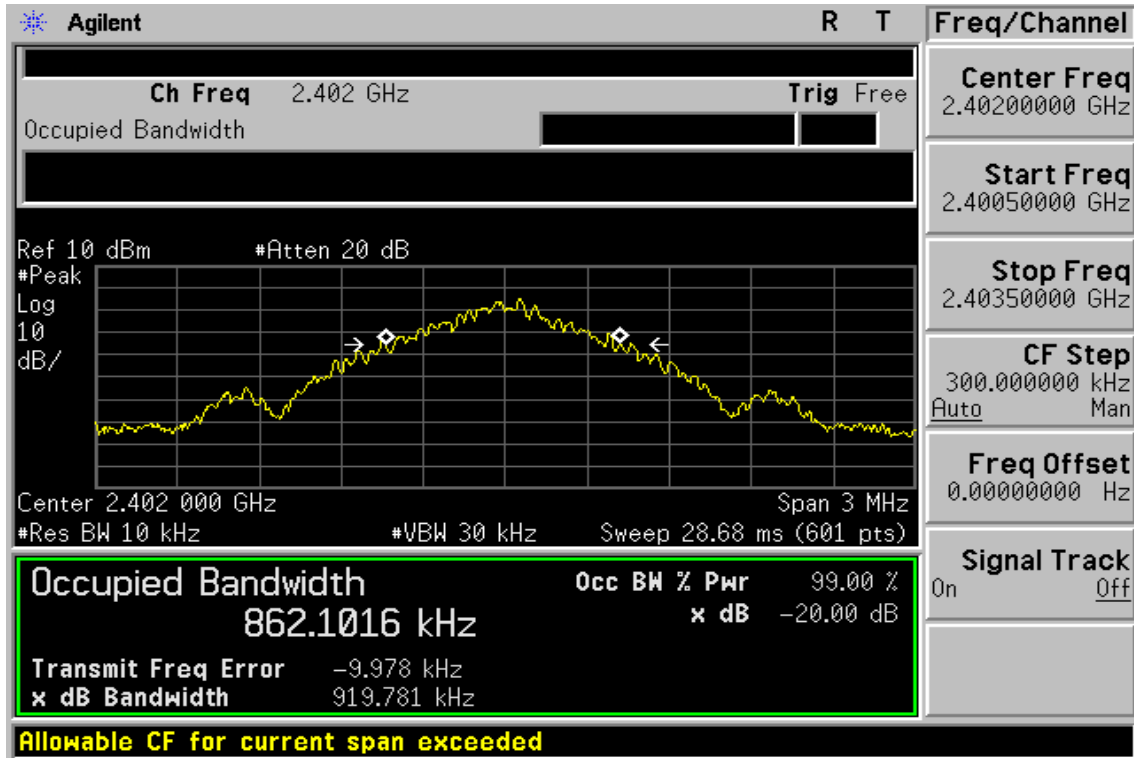 Agilent R T
Ch Freq 2.402 GHz Trig Free
Occupied Bandwidth
Ref 10 dBm #Atten 20 dB
#Peak
Log
10
dB/
Center 2.402 000 GHz Span 3 MHz
#Res BW 10 kHz #VBW 30 kHz Sweep 28.68 ms (601 pts)
Occupied Bandwidth
862.1016 kHz
Occ BW % Pwr 99.00 %
x dB -20.00 dB
Transmit Freq Error -9.978 kHz
x dB Bandwidth 919.781 kHz
Allowable CF for current span exceeded
Freq/Channel
Center Freq
2.40200000 GHz
Start Freq
2.40050000 GHz
Stop Freq
2.40350000 GHz
CF Step
300.000000 kHz
Auto Man
Freq Offset
0.00000000 Hz
Signal Track
On Off